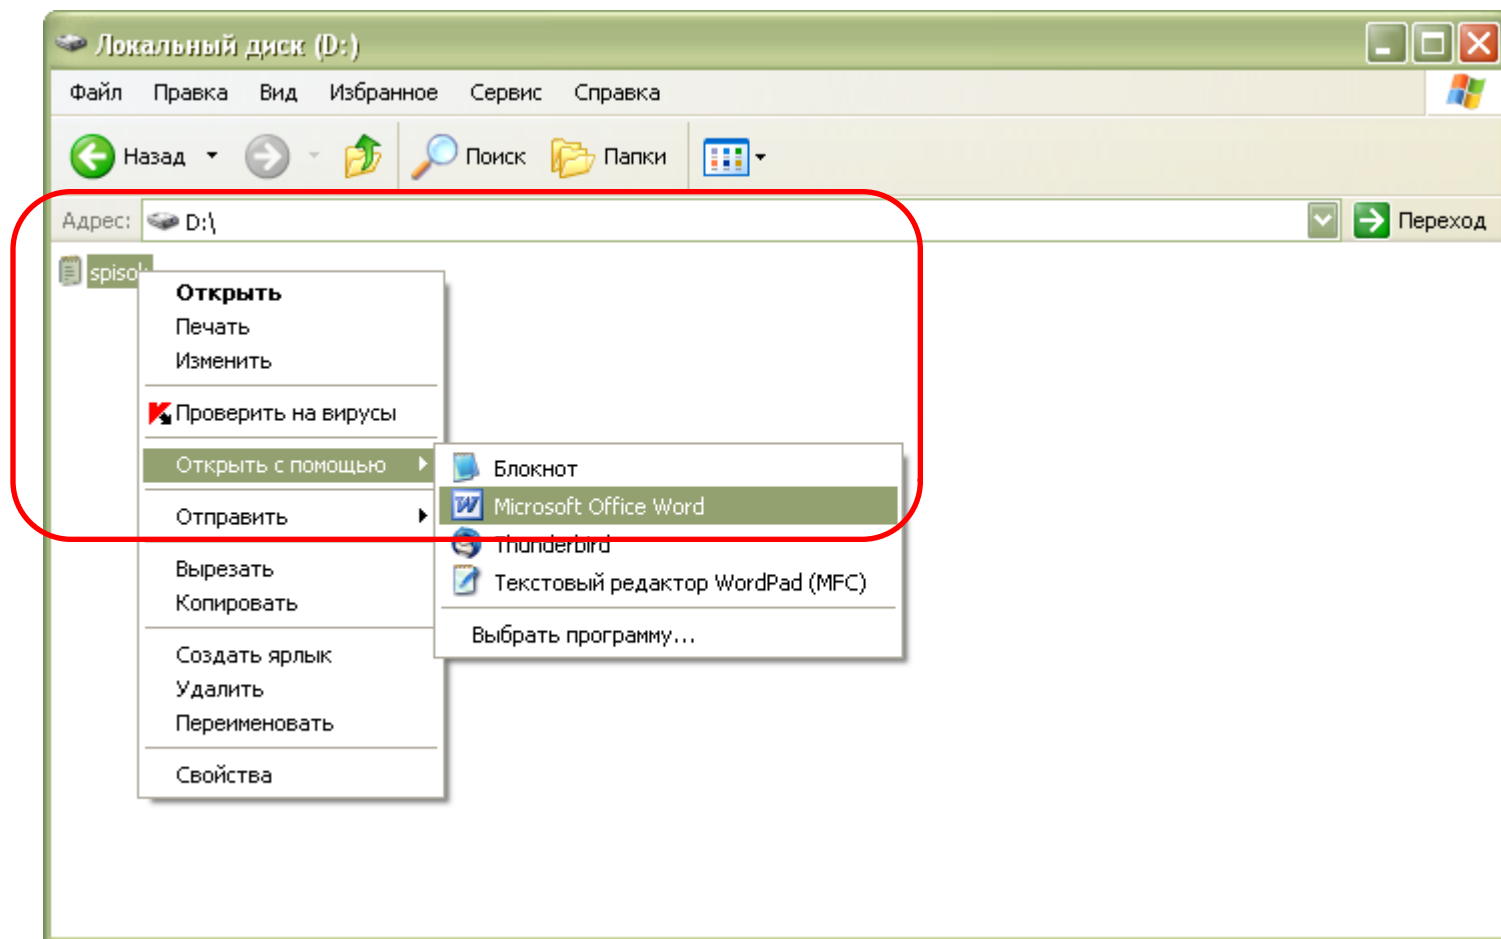 Локальный диск (D:)
Файл Правка Вид Избранное Сервис Справка
Назад Поиск Папки
Адрес: D:\ Переход
spisok
Открыть
Печать
Изменить
Проверить на вирусы
Открыть с помощью
Отправить
Вырезать
Копировать
Создать ярлык
Удалить
Переименовать
Свойства
Блокнот
Microsoft Office Word
Thunderbird
Текстовый редактор WordPad (MFC)
Выбрать программу...